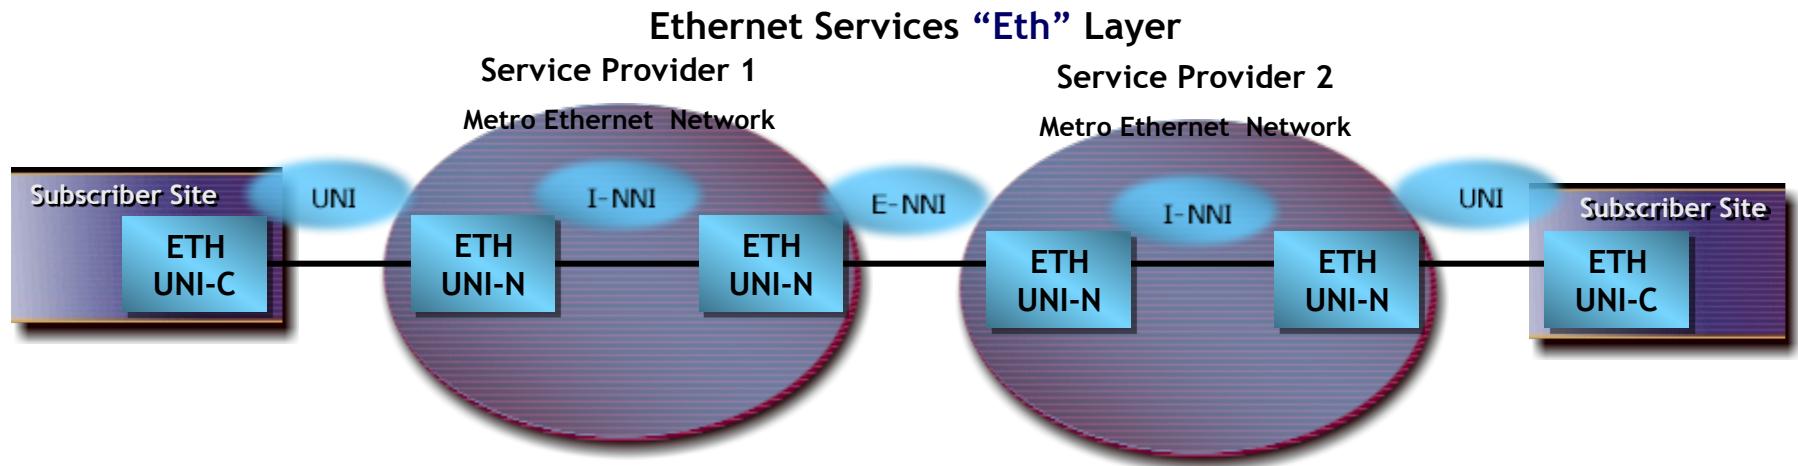 Ethernet Services “Eth” Layer
Service Provider 1
Service Provider 2
Metro Ethernet Network
Metro Ethernet Network
Subscriber Site
UNI
I-NNI
E-NNI
I-NNI
UNI
Subscriber Site
ETH
UNI-C
ETH
UNI-N
ETH
UNI-N
ETH
UNI-N
ETH
UNI-N
ETH
UNI-C